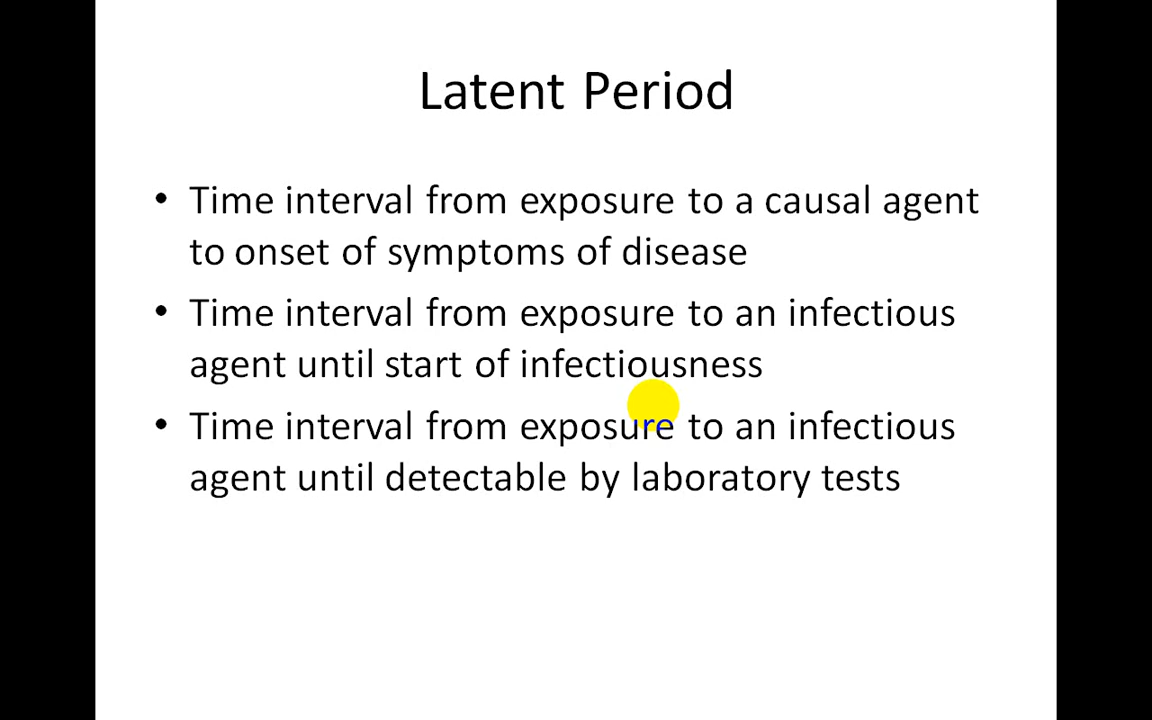 Latent Period
• Time interval from exposure to a causal agent
to onset of symptoms of disease
• Time interval from exposure to an infectious
agent until start of infectiousness
• Time interval from exposure to an infectious
agent until detectable by laboratory tests